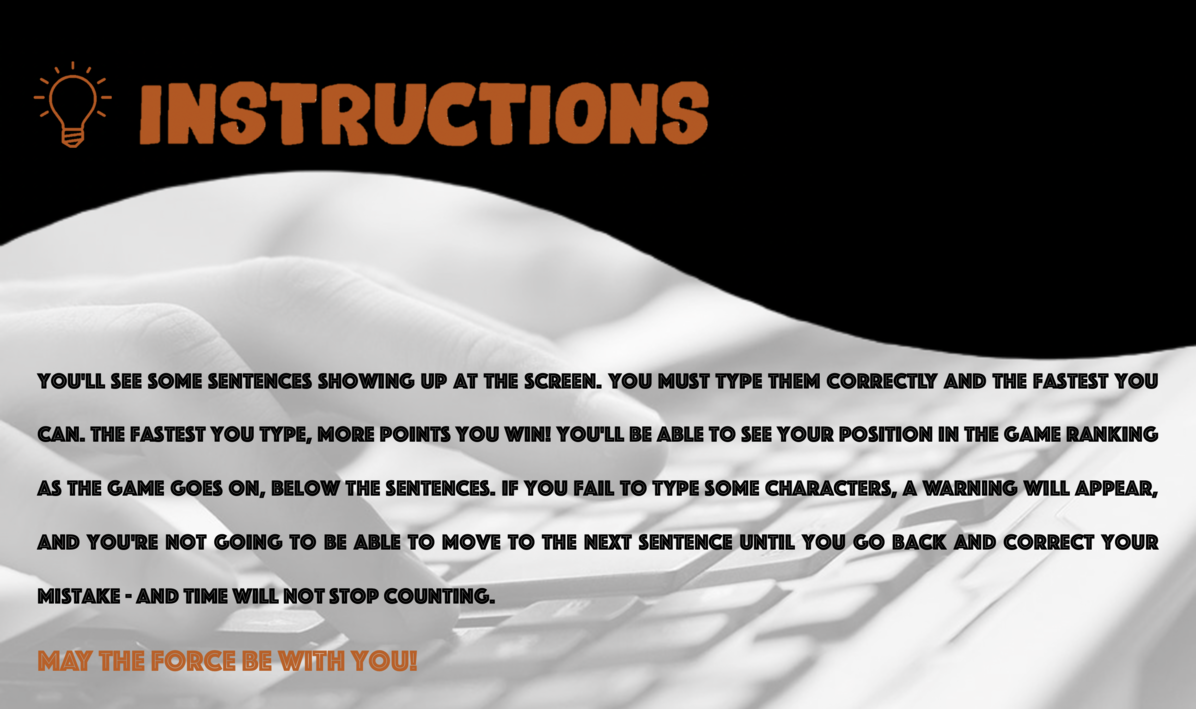 INSTRUCTIONS
YOU'LL SEE SOME SENTENCES SHOWING UP AT THE SCREEN. YOU MUST TYPE THEM CORRECTLY AND THE FASTEST YOU
CAN. THE FASTEST YOU TYPE, MORE POINTS YOU WIN! YOU'LL BE ABLE TO SEE YOUR POSITION IN THE GAME RANKING
AS THE GAME GOES ON, BELOW THE SENTENCES. IF YOU FAIL TO TYPE SOME CHARACTERS, A WARNING WILL APPEAR,
AND YOU'RE NOT GOING TO BE ABLE TO MOVE TO THE NEXT SENTENCE UNTIL YOU GO BACK AND CORRECT YOUR
MISTAKE - AND TIME WILL NOT STOP COUNTING.
MAY THE FORCE BE WITH YOU!